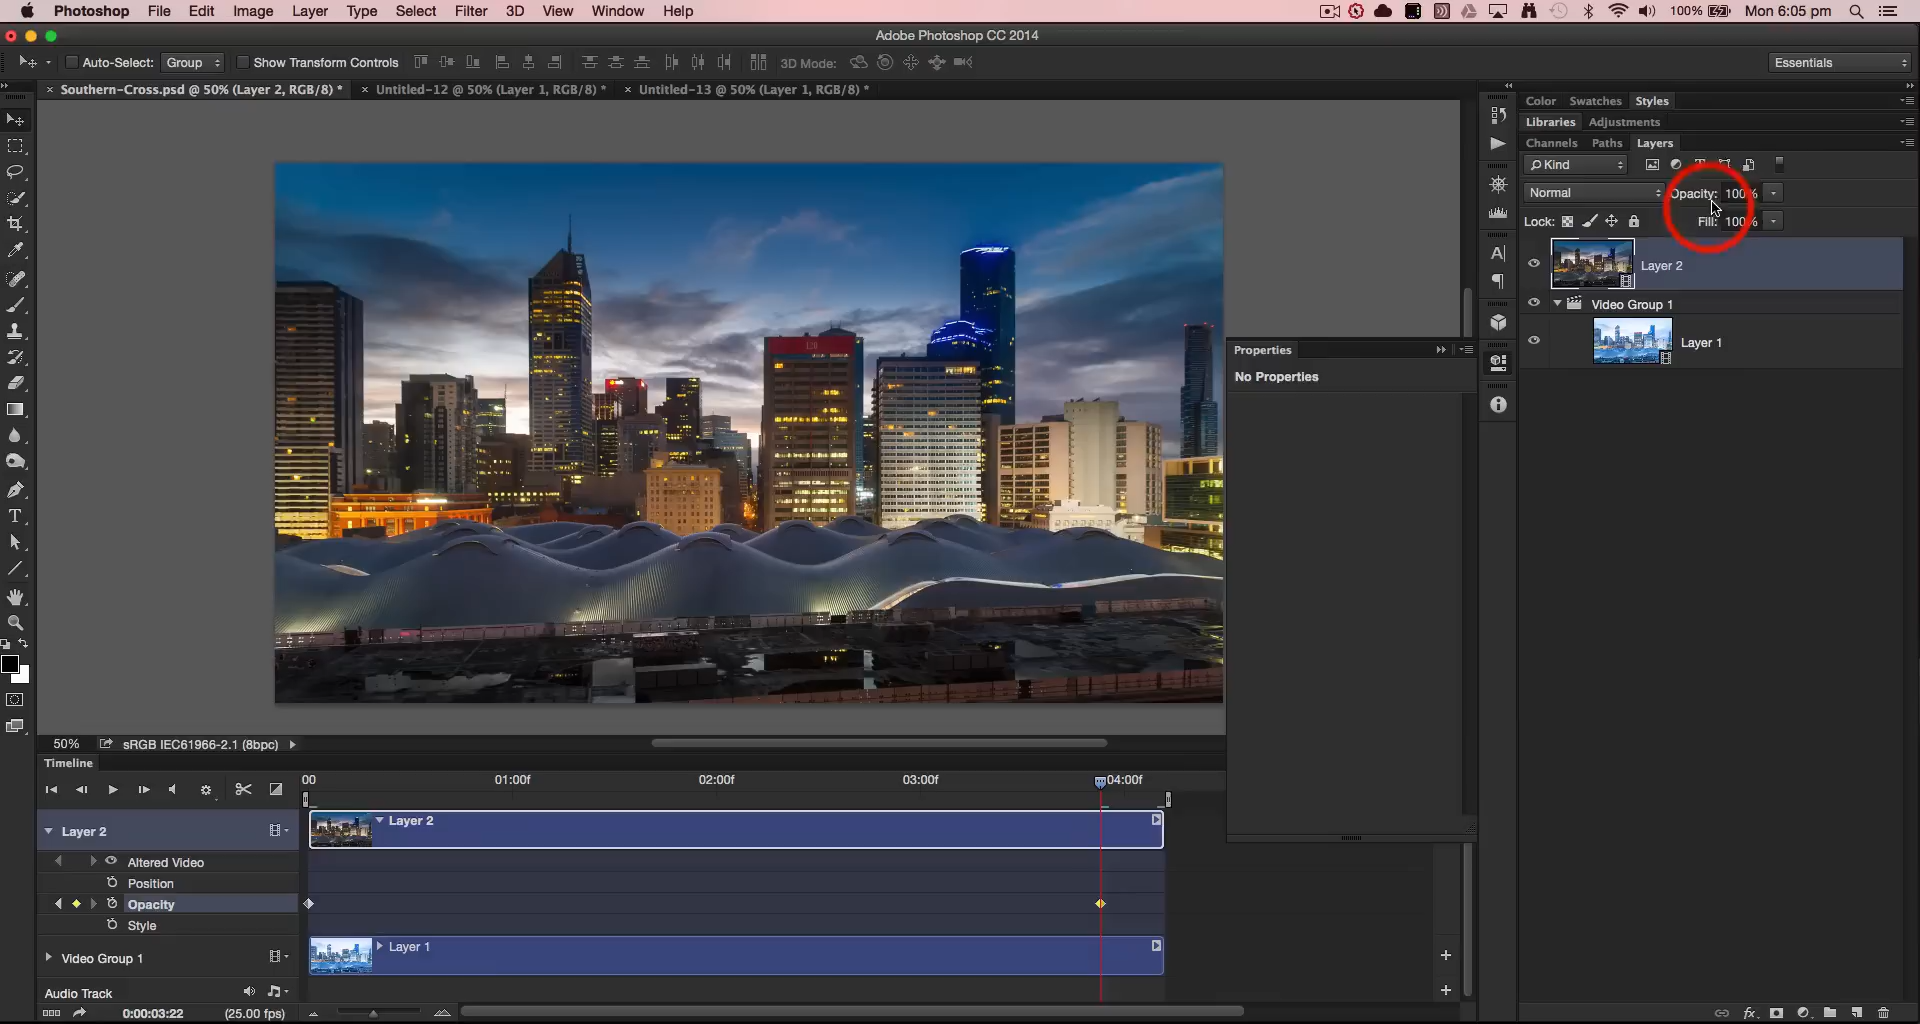 Photoshop File Edit Image Layer Type Select Filter 3D View Window Help 100% Mon 6:05 pm
Adobe Photoshop CC 2014
Auto-Select: Group Show Transform Controls 3D Mode: Essentials
× Southern-Cross.psd @ 50% (Layer 2, RGB/8) * × Untitled-12 @ 50% (Layer 1, RGB/8) * × Untitled-13 @ 50% (Layer 1, RGB/8) *
Color Swatches Styles
Libraries Adjustments
Channels Paths Layers
Kind
Normal Opacity: 100%
Lock: Fill: 100%
Layer 2
Video Group 1
Layer 1
Properties
No Properties
50% sRGB IEC61966-2.1 (8bpc)
Timeline
00 01:00f 02:00f 03:00f 04:00f
Layer 2 Layer 2
Altered Video
Position
Opacity
Style
Layer 1
Video Group 1
Audio Track
0:00:03:22 (25.00 fps)